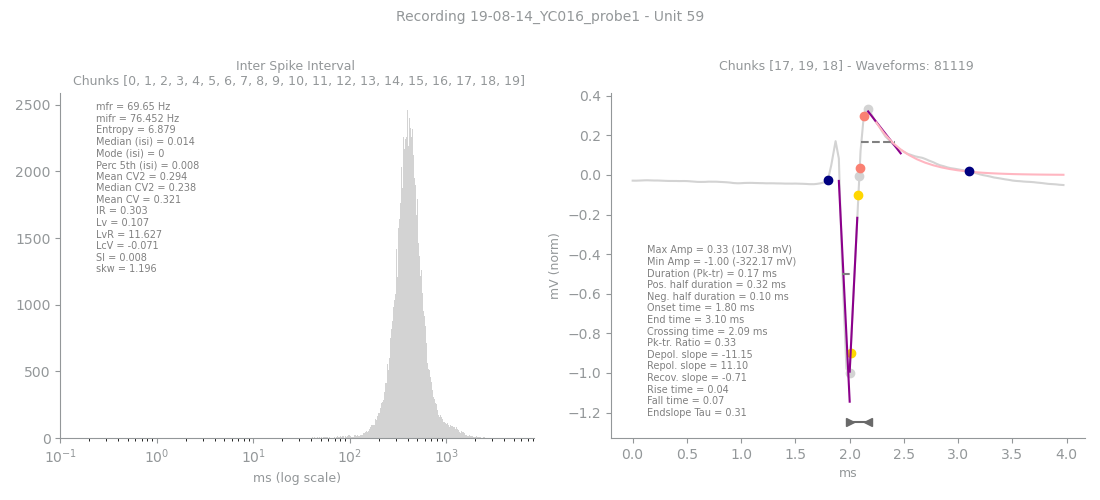 Recording 19-08-14_YC016_probe1 - Unit 59
Inter Spike Interval
Chunks [0, 1, 2, 3, 4, 5, 6, 7, 8, 9, 10, 11, 12, 13, 14, 15, 16, 17, 18, 19]
2500
2000
1500
1000
500
0
mfr = 69.65 Hz
mifr = 76.452 Hz
Entropy = 6.879
Median (isi) = 0.014
Mode (isi) = 0
Perc 5th (isi) = 0.008
Mean CV2 = 0.294
Median CV2 = 0.238
Mean CV = 0.321
IR = 0.303
Lv = 0.107
LvR = 11.627
LcV = -0.071
SI = 0.008
skw = 1.196
10⁻¹ 10⁰ 10¹ 10² 10³
ms (log scale)
Chunks [17, 19, 18] - Waveforms: 81119
mV (norm)
0.4
0.2
0.0
−0.2
−0.4
−0.6
−0.8
−1.0
−1.2
Max Amp = 0.33 (107.38 mV)
Min Amp = -1.00 (-322.17 mV)
Duration (Pk-tr) = 0.17 ms
Pos. half duration = 0.32 ms
Neg. half duration = 0.10 ms
Onset time = 1.80 ms
End time = 3.10 ms
Crossing time = 2.09 ms
Pk-tr. Ratio = 0.33
Depol. slope = -11.15
Repol. slope = 11.10
Recov. slope = -0.71
Rise time = 0.04
Fall time = 0.07
Endslope Tau = 0.31
0.0 0.5 1.0 1.5 2.0 2.5 3.0 3.5 4.0
ms